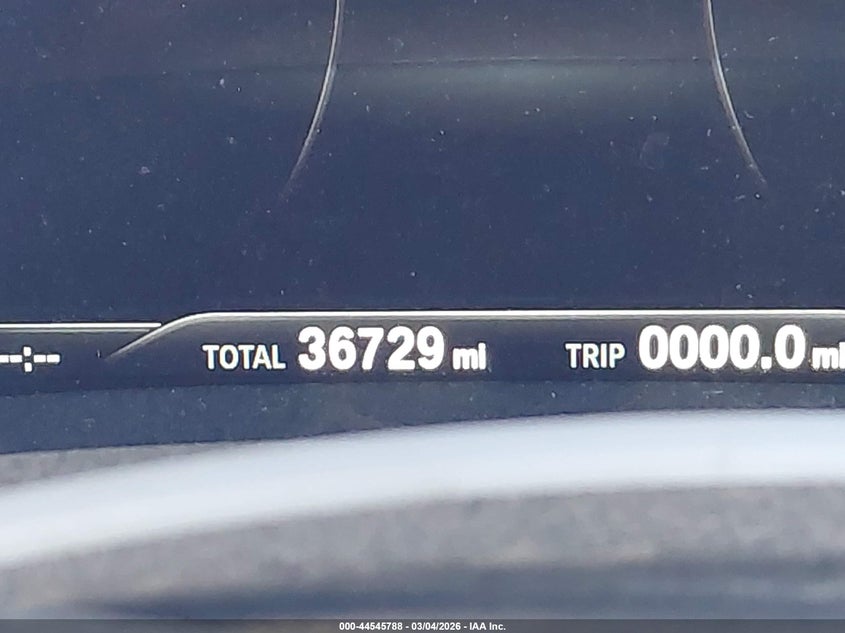 --:-- TOTAL 36729 mi TRIP 0000.0 mi
000-44545788 - 03/04/2026 - IAA Inc.